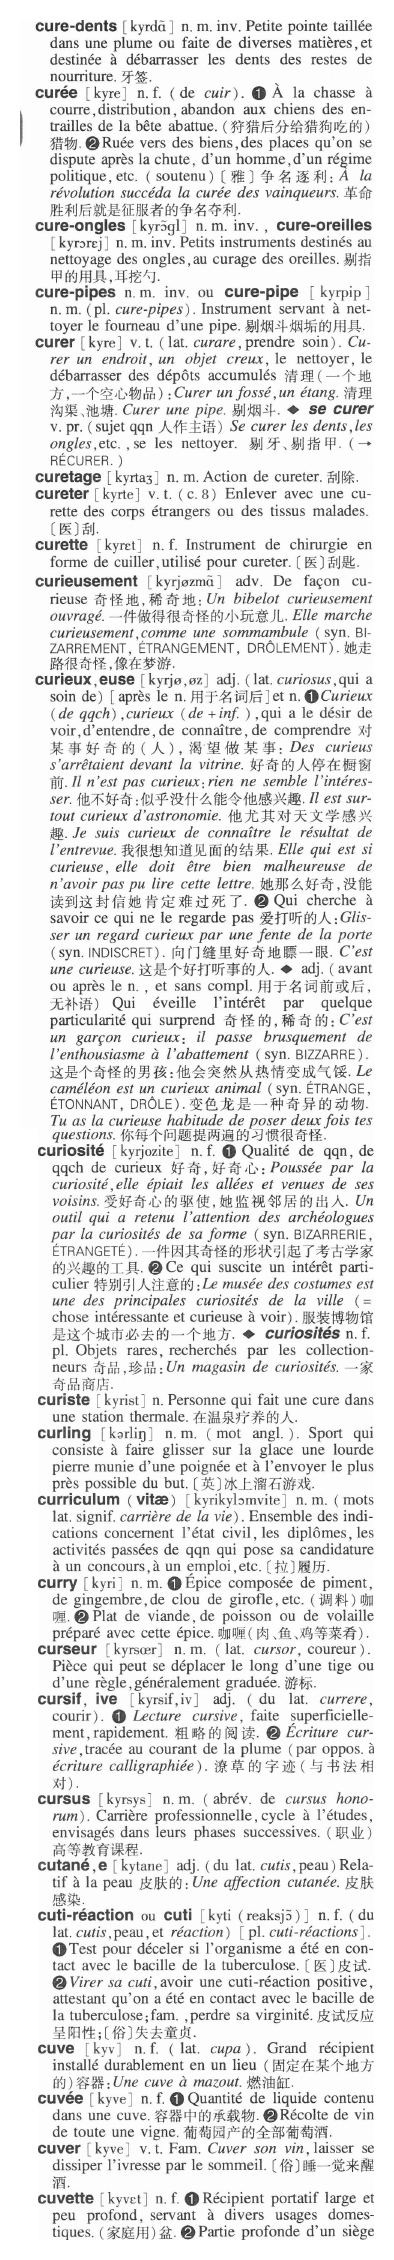 cure-dents [kyrdɑ̃] n. m. inv. Petite pointe taillée
dans une plume ou faite de diverses matières, et
destinée à débarrasser les dents des restes de
nourriture. 牙签.
curée [kyre] n. f. (de cuir). ❶ À la chasse à
courre, distribution, abandon aux chiens des en-
trailles de la bête abattue. (狩猎后分给猎狗吃的)
猎物. ❷ Ruée vers des biens, des places qu'on se
dispute après la chute, d'un homme, d'un régime
politique, etc. (soutenu) [雅] 争名逐利: À la
révolution succéda la curée des vainqueurs. 革命
胜利后就是征服者的争名夺利.
cure-ongles [kyrɔ̃gl] n. m. inv., cure-oreilles
[kyrɔrɛj] n. m. inv. Petits instruments destinés au
nettoyage des ongles, au curage des oreilles. 剔指
甲的用具, 耳挖勺.
cure-pipes n. m. inv. ou cure-pipe [kyrpip]
n. m. (pl. cure-pipes). Instrument servant à net-
toyer le fourneau d'une pipe. 剔烟斗烟垢的用具.
curer [kyre] v. t. (lat. curare, prendre soin). Cu-
rer un endroit, un objet creux, le nettoyer, le
débarrasser des dépôts accumulés 清理(一个地
方, 一个空心物品): Curer un fossé, un étang. 清理
沟渠、池塘. Curer une pipe. 剔烟斗. ◆ se curer
v. pr. (sujet qqn 人作主语) Se curer les dents, les
ongles, etc., se les nettoyer. 剔牙、剔指甲. (→
RÉCURER.)
curetage [kyrtaʒ] n. m. Action de cureter. 刮除.
cureter [kyrte] v. t. (c. 8) Enlever avec une cu-
rette des corps étrangers ou des tissus malades.
[医]刮.
curette [kyret] n. f. Instrument de chirurgie en
forme de cuiller, utilisé pour cureter. [医]刮匙.
curieusement [kyrjøzmɑ̃] adv. De façon cu-
rieuse 奇怪地, 稀奇地: Un bibelot curieusement
ouvragé. 一件做得很奇怪的小玩意儿. Elle marche
curieusement, comme une sommambule (syn. BI-
ZARREMENT, ÉTRANGEMENT, DRÔLEMENT). 她走
路很奇怪, 像在梦游.
curieux, euse [kyrjø, øz] adj. (lat. curiosus, qui a
soin de) [après le n. 用于名词后] et n. ❶ Curieux
(de qqch), curieux (de + inf.), qui a le désir de
voir, d'entendre, de connaître, de comprendre 对
某事好奇的(人), 渴望做某事: Des curieus
s'arrêtaient devant la vitrine. 好奇的人停在橱窗
前. Il n'est pas curieux: rien ne semble l'intéres-
ser. 他不好奇: 似乎没什么能令他感兴趣. Il est sur-
tout curieux d'astronomie. 他尤其对天文学感兴
趣. Je suis curieux de connaître le résultat de
l'entrevue. 我很想知道见面的结果. Elle qui est si
curieuse, elle doit être bien malheureuse de
n'avoir pas pu lire cette lettre. 她那么好奇, 没能
读到这封信她肯定难过死了. ❷ Qui cherche à
savoir ce qui ne le regarde pas 爱打听的人: Glis-
ser un regard curieux par une fente de la porte
(syn. INDISCRET). 向门缝里好奇地瞟一眼. C'est
une curieuse. 这是个好打听事的人. ◆ adj. (avant
ou après le n., et sans compl. 用于名词前或后,
无补语) Qui éveille l'intérêt par quelque
particularité qui surprend 奇怪的, 稀奇的: C'est
un garçon curieux: il passe brusquement de
l'enthousiasme à l'abattement (syn. BIZZARRE).
这是个奇怪的男孩: 他会突然从热情变成气馁. Le
caméléon est un curieux animal (syn. ÉTRANGE,
ÉTONNANT, DRÔLE). 变色龙是一种奇异的动物.
Tu as la curieuse habitude de poser deux fois tes
questions. 你每个问题提两遍的习惯很奇怪.
curiosité [kyrjozite] n. f. ❶ Qualité de qqn, de
qqch de curieux 好奇, 好奇心: Poussée par la
curiosité, elle épiait les allées et venues de ses
voisins. 受好奇心的驱使, 她监视邻居的出入. Un
outil qui a retenu l'attention des archéologues
par la curiosités de sa forme (syn. BIZARRERIE,
ÉTRANGETÉ). 一件因其奇怪的形状引起了考古学家
的兴趣的工具. ❷ Ce qui suscite un intérêt parti-
culier 特别引人注意的: Le musée des costumes est
une des principales curiosités de la ville (=
chose intéressante et curieuse à voir). 服装博物馆
是这个城市必去的一个地方. ◆ curiosités n. f.
pl. Objets rares, recherchés par les collection-
neurs 奇品, 珍品: Un magasin de curiosités. 一家
奇品商店.
curiste [kyrist] n. Personne qui fait une cure dans
une station thermale. 在温泉疗养的人.
curling [kərliŋ] n. m. (mot angl.). Sport qui
consiste à faire glisser sur la glace une lourde
pierre munie d'une poignée et à l'envoyer le plus
près possible du but. [英]冰上溜石游戏.
curriculum (vitæ) [kyrikylɔmvite] n. m. (mots
lat. signif. carrière de la vie). Ensemble des indi-
cations concernent l'état civil, les diplômes, les
activités passées de qqn qui pose sa candidature
à un concours, à un emploi, etc. [拉]履历.
curry [kyri] n. m. ❶ Épice composée de piment,
de gingembre, de clou de girofle, etc. (调料)咖
喱. ❷ Plat de viande, de poisson ou de volaille
préparé avec cette épice. 咖喱(肉、鱼、鸡等菜肴).
curseur [kyrsœr] n. m. (lat. cursor, coureur).
Pièce qui peut se déplacer le long d'une tige ou
d'une règle, généralement graduée. 游标.
cursif, ive [kyrsif, iv] adj. (du lat. currere,
courir). ❶ Lecture cursive, faite superficielle-
ment, rapidement. 粗略的阅读. ❷ Écriture cur-
sive, tracée au courant de la plume (par oppos. à
écriture calligraphiée). 潦草的字迹(与书法相
对).
cursus [kyrsys] n. m. (abrév. de cursus hono-
rum). Carrière professionnelle, cycle à l'études,
envisagés dans leurs phases successives. (职业)
高等教育课程.
cutané, e [kytane] adj. (du lat. cutis, peau) Rela-
tif à la peau 皮肤的: Une affection cutanée. 皮肤
感染.
cuti-réaction ou cuti [kyti (reaksjɔ̃)] n. f. (du
lat. cutis, peau, et réaction) [pl. cuti-réactions].
❶ Test pour déceler si l'organisme a été en con-
tact avec le bacille de la tuberculose. [医]皮试.
❷ Virer sa cuti, avoir une cuti-réaction positive,
attestant qu'on a été en contact avec le bacille de
la tuberculose; fam., perdre sa virginité. 皮试反应
呈阳性; [俗]失去童贞.
cuve [kyv] n. f. (lat. cupa). Grand récipient
installé durablement en un lieu (固定在某个地方
的)容器: Une cuve à mazout. 燃油缸.
cuvée [kyve] n. f. ❶ Quantité de liquide contenu
dans une cuve. 容器中的承载物. ❷ Récolte de vin
de toute une vigne. 葡萄园产的全部葡萄酒.
cuver [kyve] v. t. Fam. Cuver son vin, laisser se
dissiper l'ivresse par le sommeil. [俗]睡一觉来醒
酒.
cuvette [kyvɛt] n. f. ❶ Récipient portatif large et
peu profond, servant à divers usages domes-
tiques. (家庭用)盆. ❷ Partie profonde d'un siège